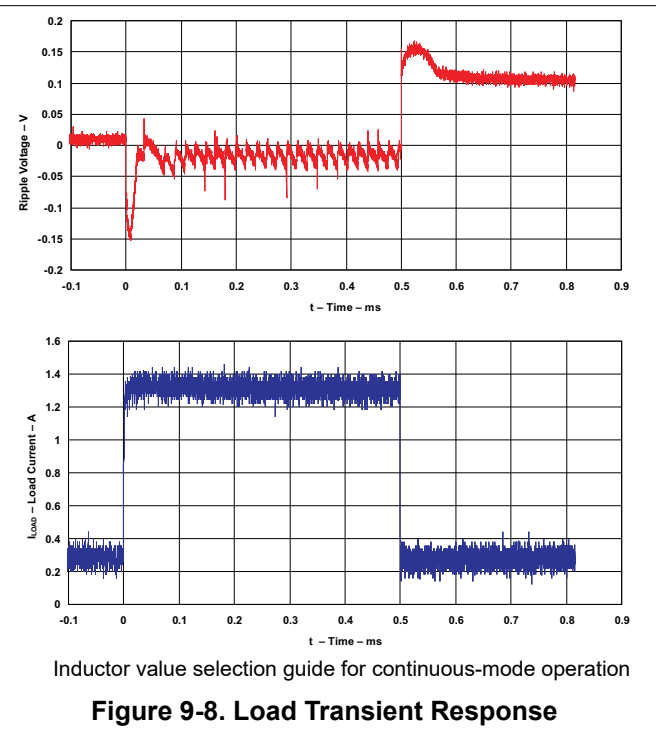 0.2
0.15
0.1
0.05
0
-0.05
-0.1
-0.15
-0.2
Ripple Voltage – V
-0.1 0 0.1 0.2 0.3 0.4 0.5 0.6 0.7 0.8 0.9
t – Time – ms
1.6
1.4
1.2
1
0.8
0.6
0.4
0.2
0
ILOAD – Load Current – A
-0.1 0 0.1 0.2 0.3 0.4 0.5 0.6 0.7 0.8 0.9
t – Time – ms
Inductor value selection guide for continuous-mode operation
Figure 9-8. Load Transient Response